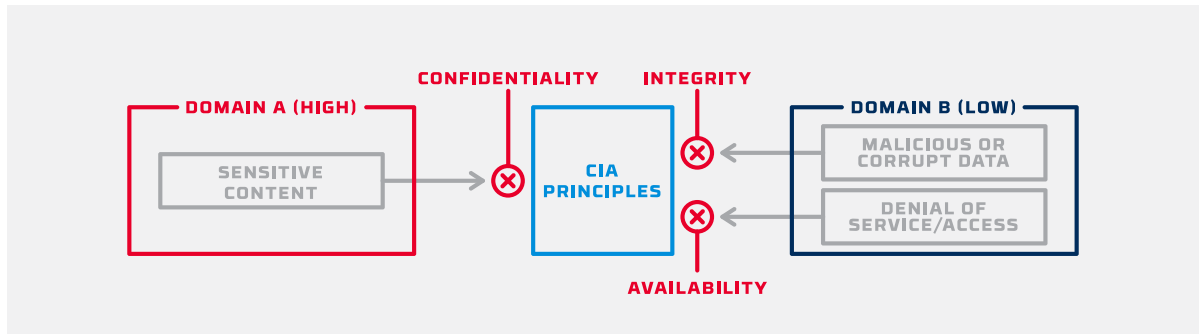 CONFIDENTIALITY
INTEGRITY
DOMAIN A (HIGH)
SENSITIVE
CONTENT
CIA
PRINCIPLES
DOMAIN B (LOW)
MALICIOUS OR
CORRUPT DATA
DENIAL OF
SERVICE/ACCESS
AVAILABILITY